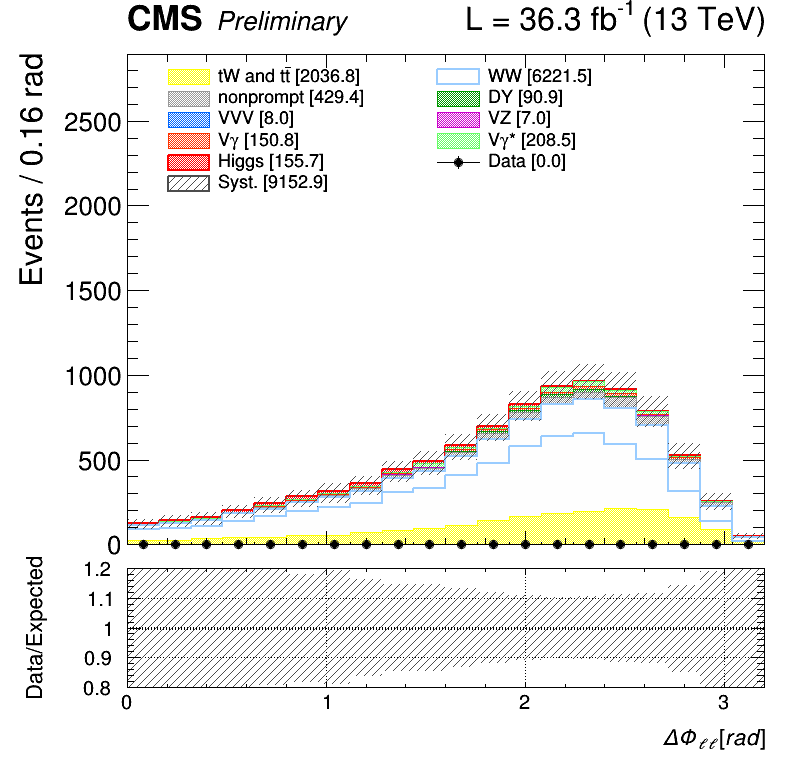 CMS Preliminary L = 36.3 fb⁻¹ (13 TeV)
Events / 0.16 rad
tW and tt̄ [2036.8]
nonprompt [429.4]
VVV [8.0]
Vγ [150.8]
Higgs [155.7]
Syst. [9152.9]
WW [6221.5]
DY [90.9]
VZ [7.0]
Vγ* [208.5]
Data [0.0]
2500
2000
1500
1000
500
0
Data/Expected
1.2
1.1
1
0.9
0.8
0 1 2 3
ΔΦℓℓ[rad]